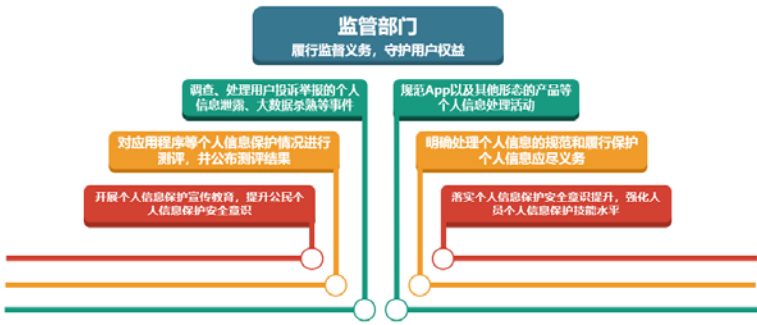 监管部门
履行监督义务，守护用户权益
调查、处理用户投诉举报的个人
信息泄露、大数据杀熟等事件
规范App以及其他形态的产品等
个人信息处理活动
对应用程序等个人信息保护情况进行
测评，并公布测评结果
明确处理个人信息的规范和履行保护
个人信息应尽义务
开展个人信息保护宣传教育，提升公民个
人信息保护安全意识
落实个人信息保护安全意识提升，强化人
员个人信息保护技能水平